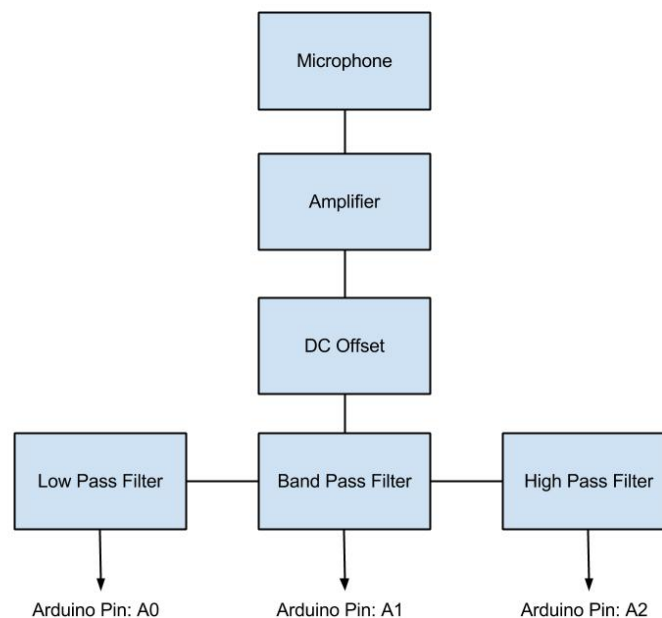 Microphone
Amplifier
DC Offset
Low Pass Filter
Band Pass Filter
High Pass Filter
Arduino Pin: A0
Arduino Pin: A1
Arduino Pin: A2